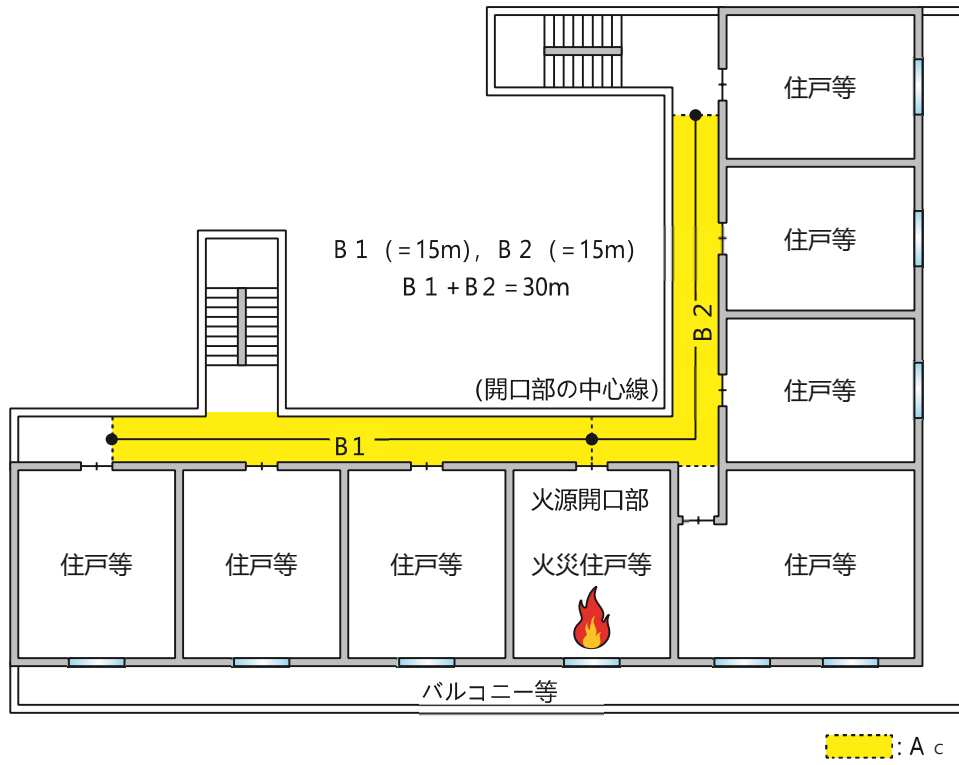 住戸等
住戸等
B1 (=15m), B2 (=15m)
B1+B2=30m
B2
住戸等
(開口部の中心線)
B1
火源開口部
住戸等
住戸等
住戸等
火災住戸等
住戸等
バルコニー等
:Ac